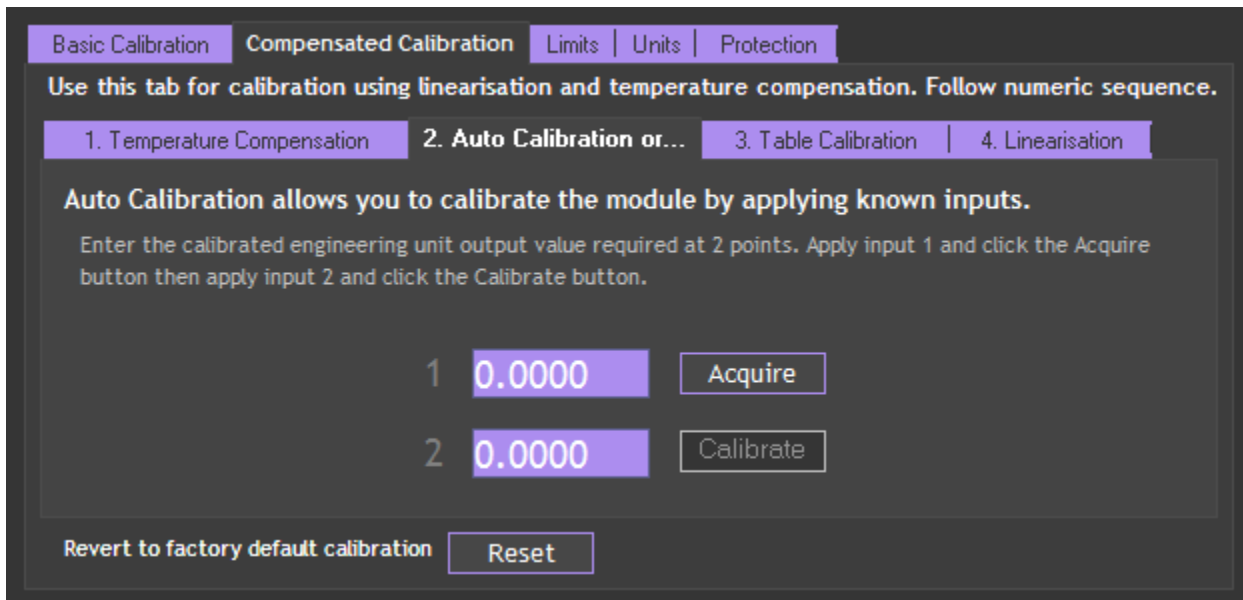 Basic Calibration Compensated Calibration Limits Units Protection
Use this tab for calibration using linearisation and temperature compensation. Follow numeric sequence.
1. Temperature Compensation 2. Auto Calibration or... 3. Table Calibration 4. Linearisation
Auto Calibration allows you to calibrate the module by applying known inputs.
Enter the calibrated engineering unit output value required at 2 points. Apply input 1 and click the Acquire
button then apply input 2 and click the Calibrate button.
1 0.0000 Acquire
2 0.0000 Calibrate
Revert to factory default calibration Reset